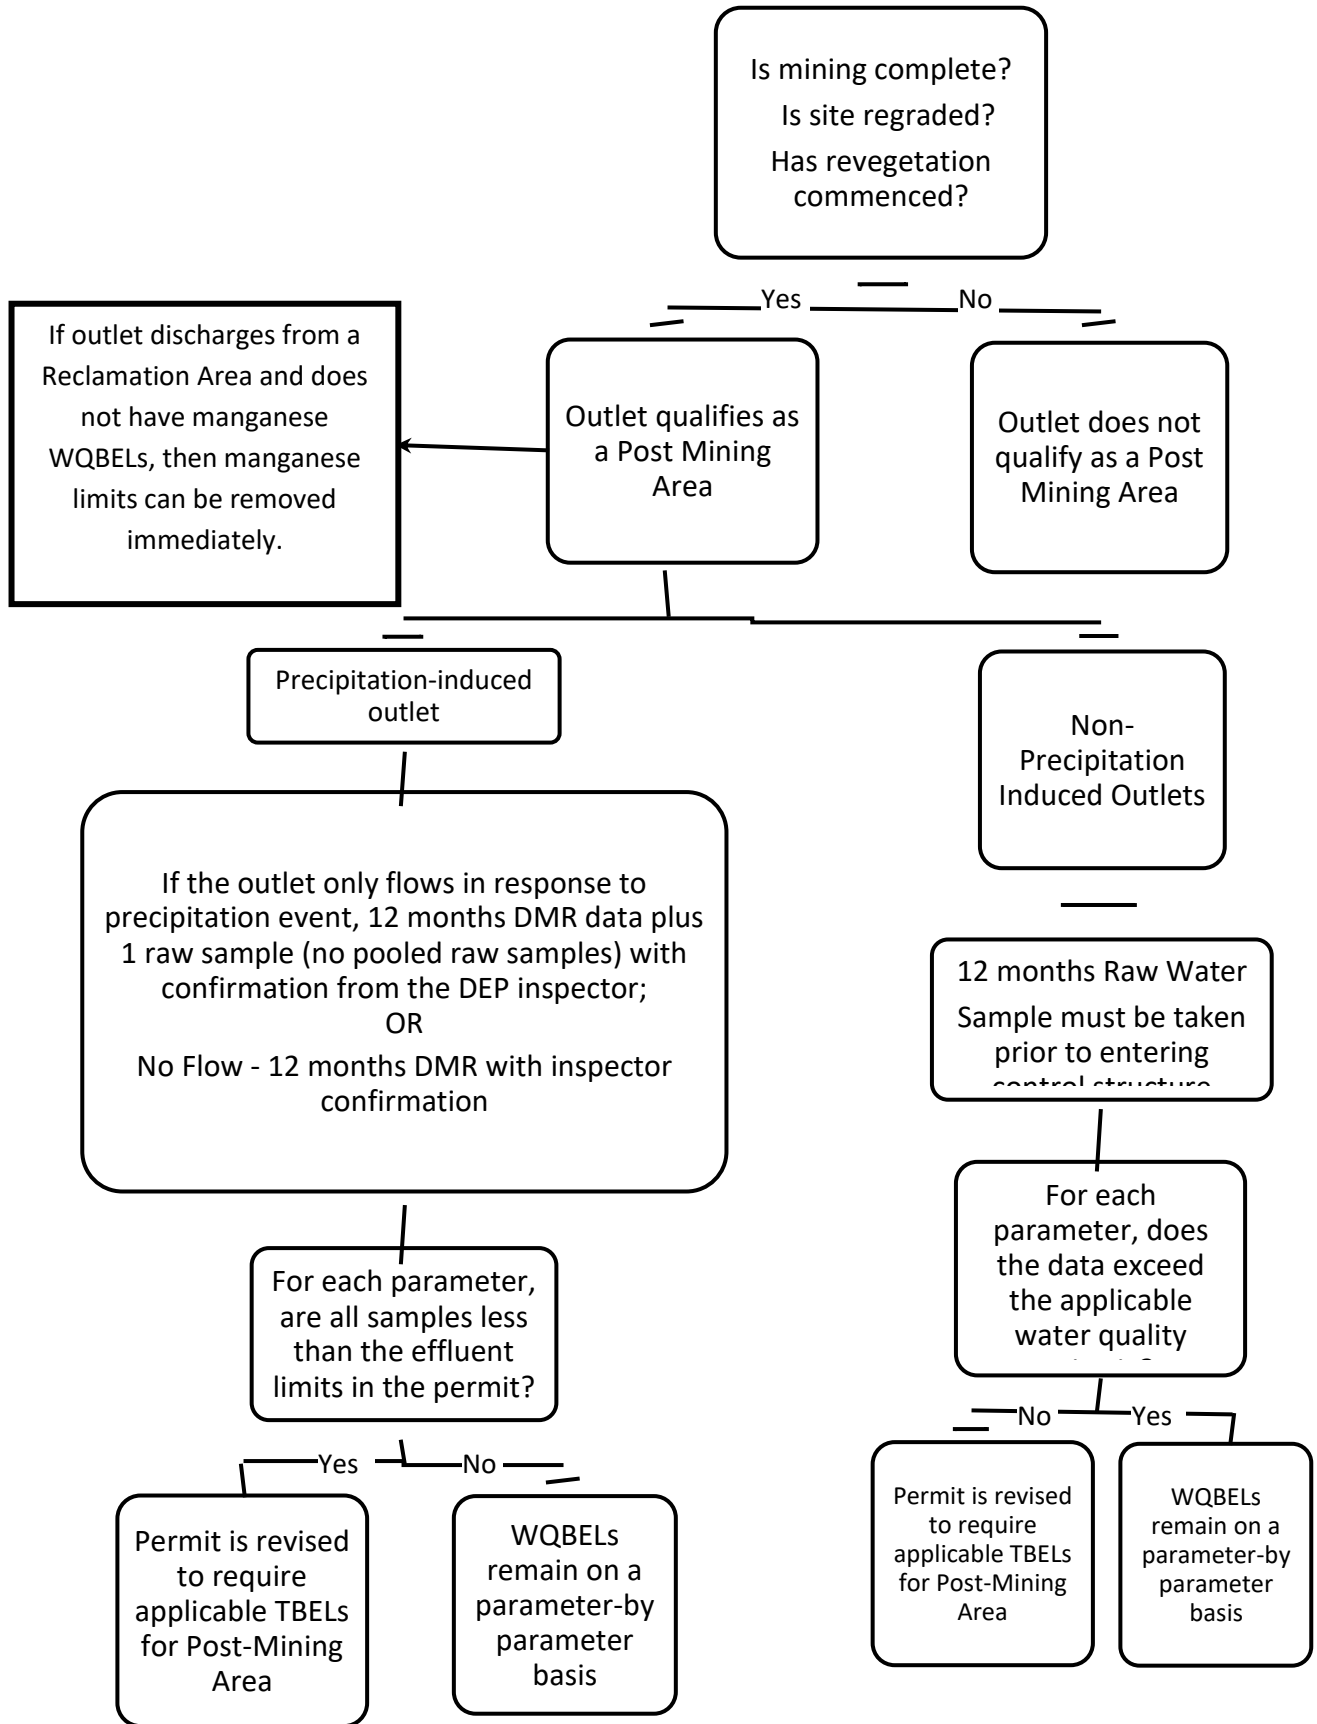 Is mining complete?
Is site regraded?
Has revegetation
commenced?
Yes
No
If outlet discharges from a
Reclamation Area and does
not have manganese
WQBELs, then manganese
limits can be removed
immediately.
Outlet qualifies as
a Post Mining
Area
Outlet does not
qualify as a Post
Mining Area
Precipitation-induced
outlet
Non-
Precipitation
Induced Outlets
If the outlet only flows in response to
precipitation event, 12 months DMR data plus
1 raw sample (no pooled raw samples) with
confirmation from the DEP inspector;
OR
No Flow - 12 months DMR with inspector
confirmation
12 months Raw Water
Sample must be taken
prior to entering
control structure
For each parameter,
are all samples less
than the effluent
limits in the permit?
For each
parameter, does
the data exceed
the applicable
water quality
Yes
No
No
Yes
Permit is revised
to require
applicable TBELs
for Post-Mining
Area
WQBELs
remain on a
parameter-by
parameter
basis
Permit is revised
to require
applicable TBELs
for Post-Mining
Area
WQBELs
remain on a
parameter-by
parameter
basis